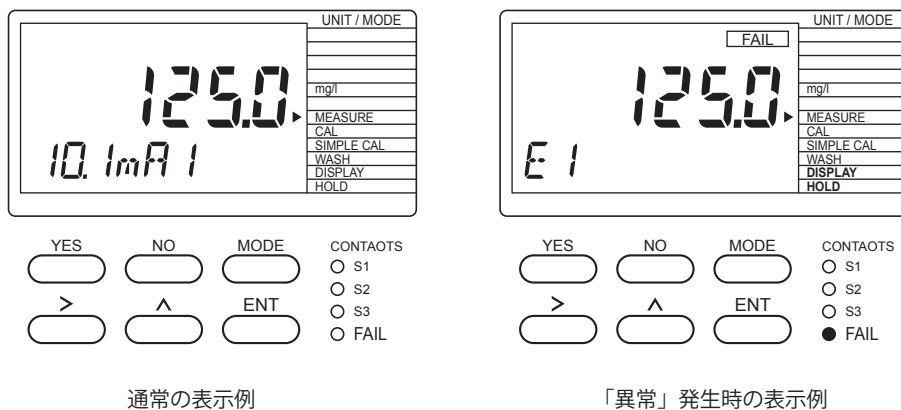 UNIT / MODE
125.0
mg/l
MEASURE
CAL
SIMPLE CAL
WASH
DISPLAY
HOLD
10.1mA1
YES NO MODE
> ∧ ENT
CONTAOTS
S1
S2
S3
FAIL
通常の表示例
UNIT / MODE
FAIL
125.0
mg/l
MEASURE
CAL
SIMPLE CAL
WASH
DISPLAY
HOLD
E1
YES NO MODE
> ∧ ENT
CONTAOTS
S1
S2
S3
FAIL
「異常」発生時の表示例